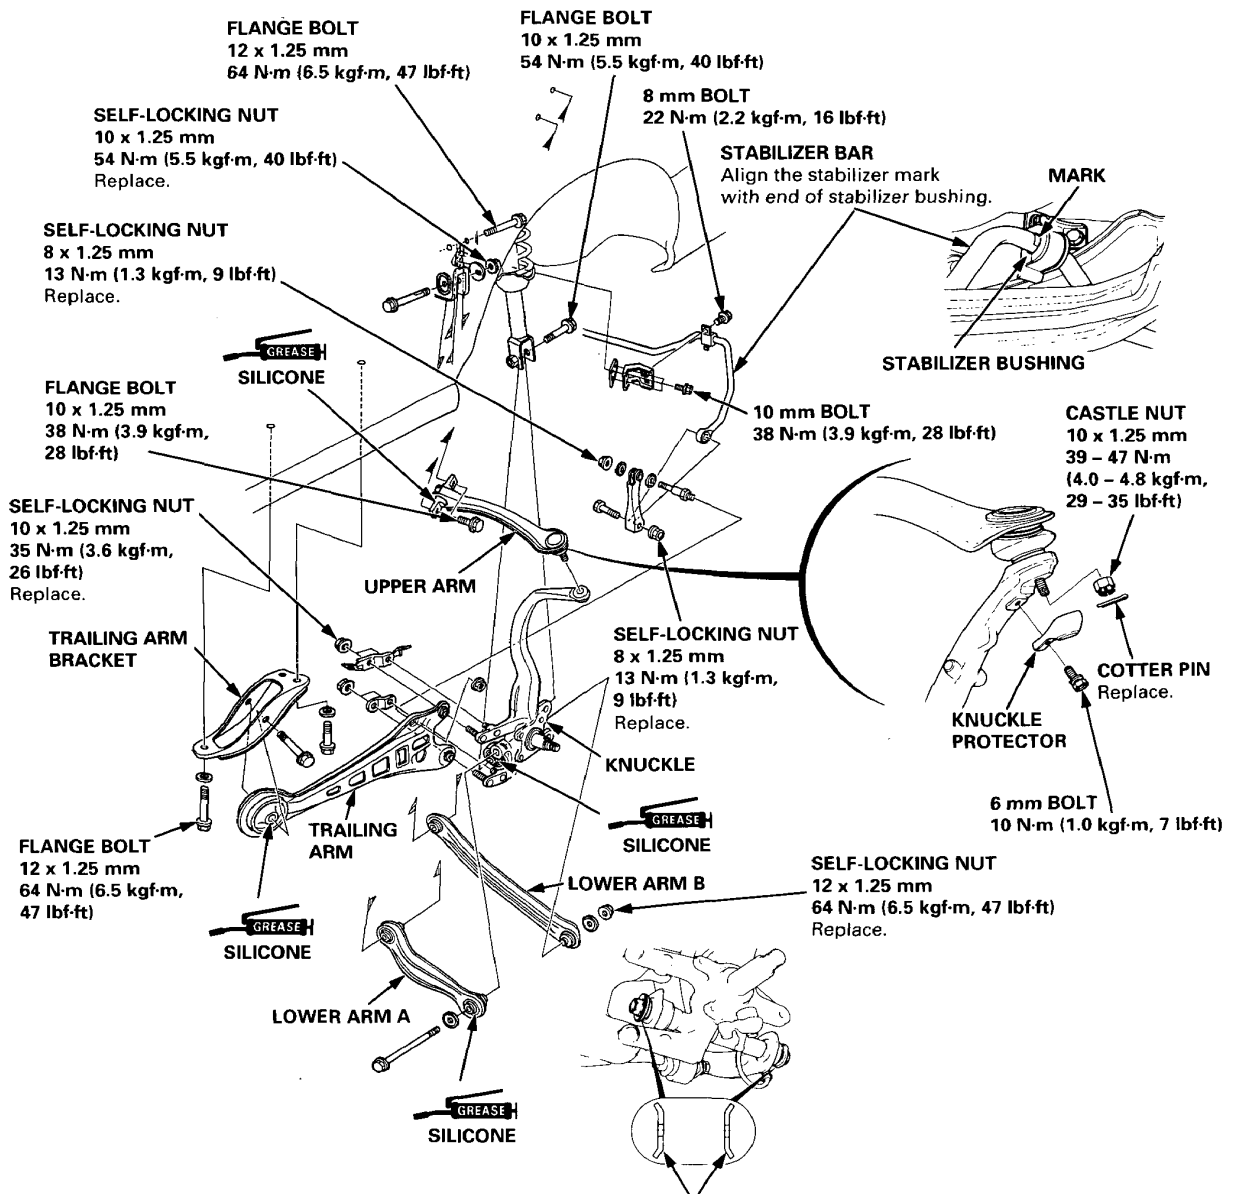 FLANGE BOLT
12 x 1.25 mm
64 N·m (6.5 kgf·m, 47 lbf·ft)
FLANGE BOLT
10 x 1.25 mm
54 N·m (5.5 kgf·m, 40 lbf·ft)
8 mm BOLT
22 N·m (2.2 kgf·m, 16 lbf·ft)
SELF-LOCKING NUT
10 x 1.25 mm
54 N·m (5.5 kgf·m, 40 lbf·ft)
Replace.
STABILIZER BAR
Align the stabilizer mark
with end of stabilizer bushing.
MARK
SELF-LOCKING NUT
8 x 1.25 mm
13 N·m (1.3 kgf·m, 9 lbf·ft)
Replace.
STABILIZER BUSHING
GREASE
SILICONE
FLANGE BOLT
10 x 1.25 mm
38 N·m (3.9 kgf·m,
28 lbf·ft)
10 mm BOLT
38 N·m (3.9 kgf·m, 28 lbf·ft)
CASTLE NUT
10 x 1.25 mm
39 – 47 N·m
(4.0 – 4.8 kgf·m,
29 – 35 lbf·ft)
SELF-LOCKING NUT
10 x 1.25 mm
35 N·m (3.6 kgf·m,
26 lbf·ft)
Replace.
UPPER ARM
TRAILING ARM
BRACKET
SELF-LOCKING NUT
8 x 1.25 mm
13 N·m (1.3 kgf·m,
9 lbf·ft)
Replace.
COTTER PIN
Replace.
KNUCKLE
PROTECTOR
KNUCKLE
6 mm BOLT
10 N·m (1.0 kgf·m, 7 lbf·ft)
GREASE
SILICONE
TRAILING
ARM
FLANGE BOLT
12 x 1.25 mm
64 N·m (6.5 kgf·m,
47 lbf·ft)
LOWER ARM B
SELF-LOCKING NUT
12 x 1.25 mm
64 N·m (6.5 kgf·m, 47 lbf·ft)
Replace.
GREASE
SILICONE
LOWER ARM A
GREASE
SILICONE